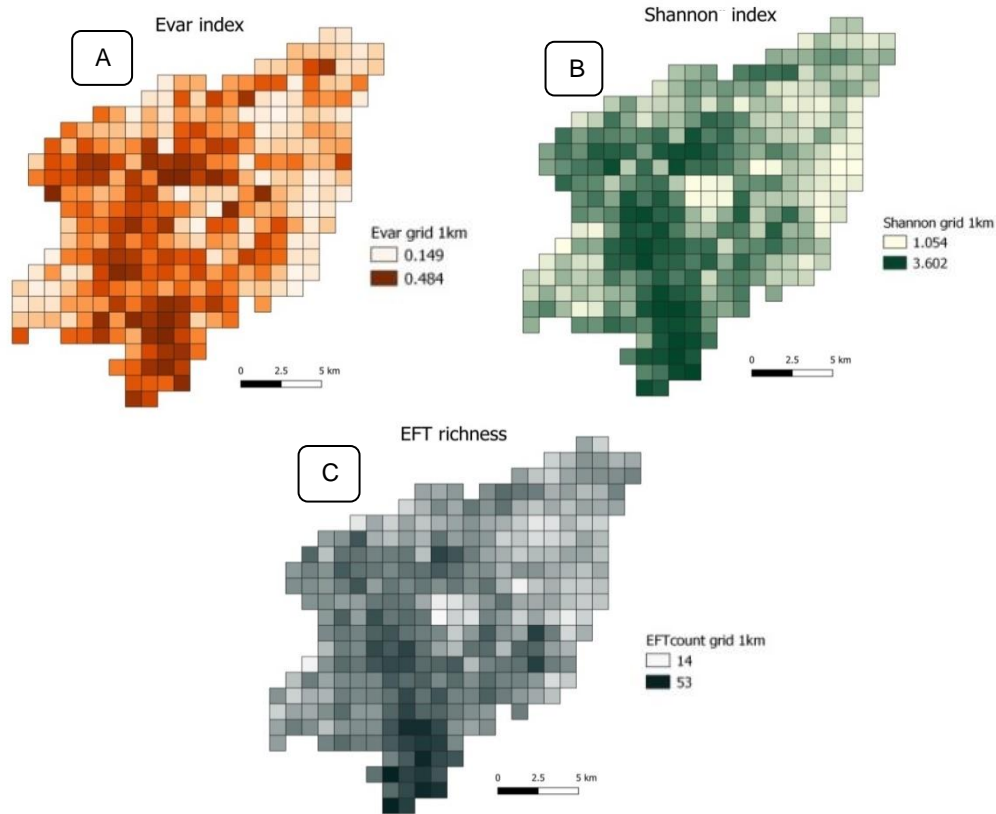 Evar index
A
Evar grid 1km
0.149
0.484
0 2.5 5 km
Shannon index
B
Shannon grid 1km
1.054
3.602
0 2.5 5 km
EFT richness
C
EFTcount grid 1km
14
53
0 2.5 5 km